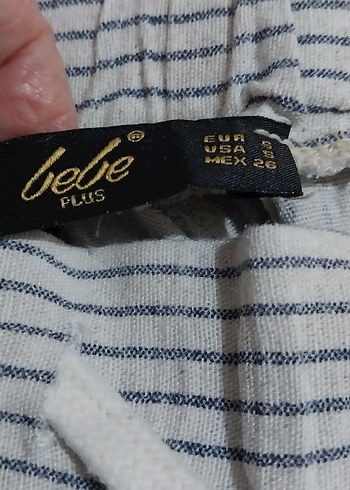 bebe®
PLUS
EUR S
USA S
MEX 26